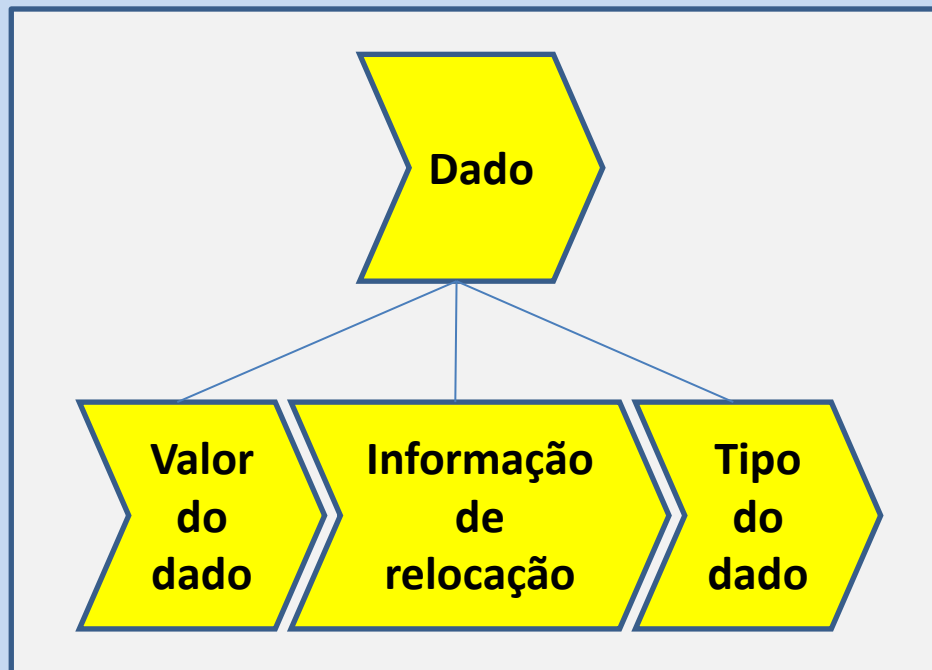 Dado
Valor
do
dado
Informação
de
relocação
Tipo
do
dado